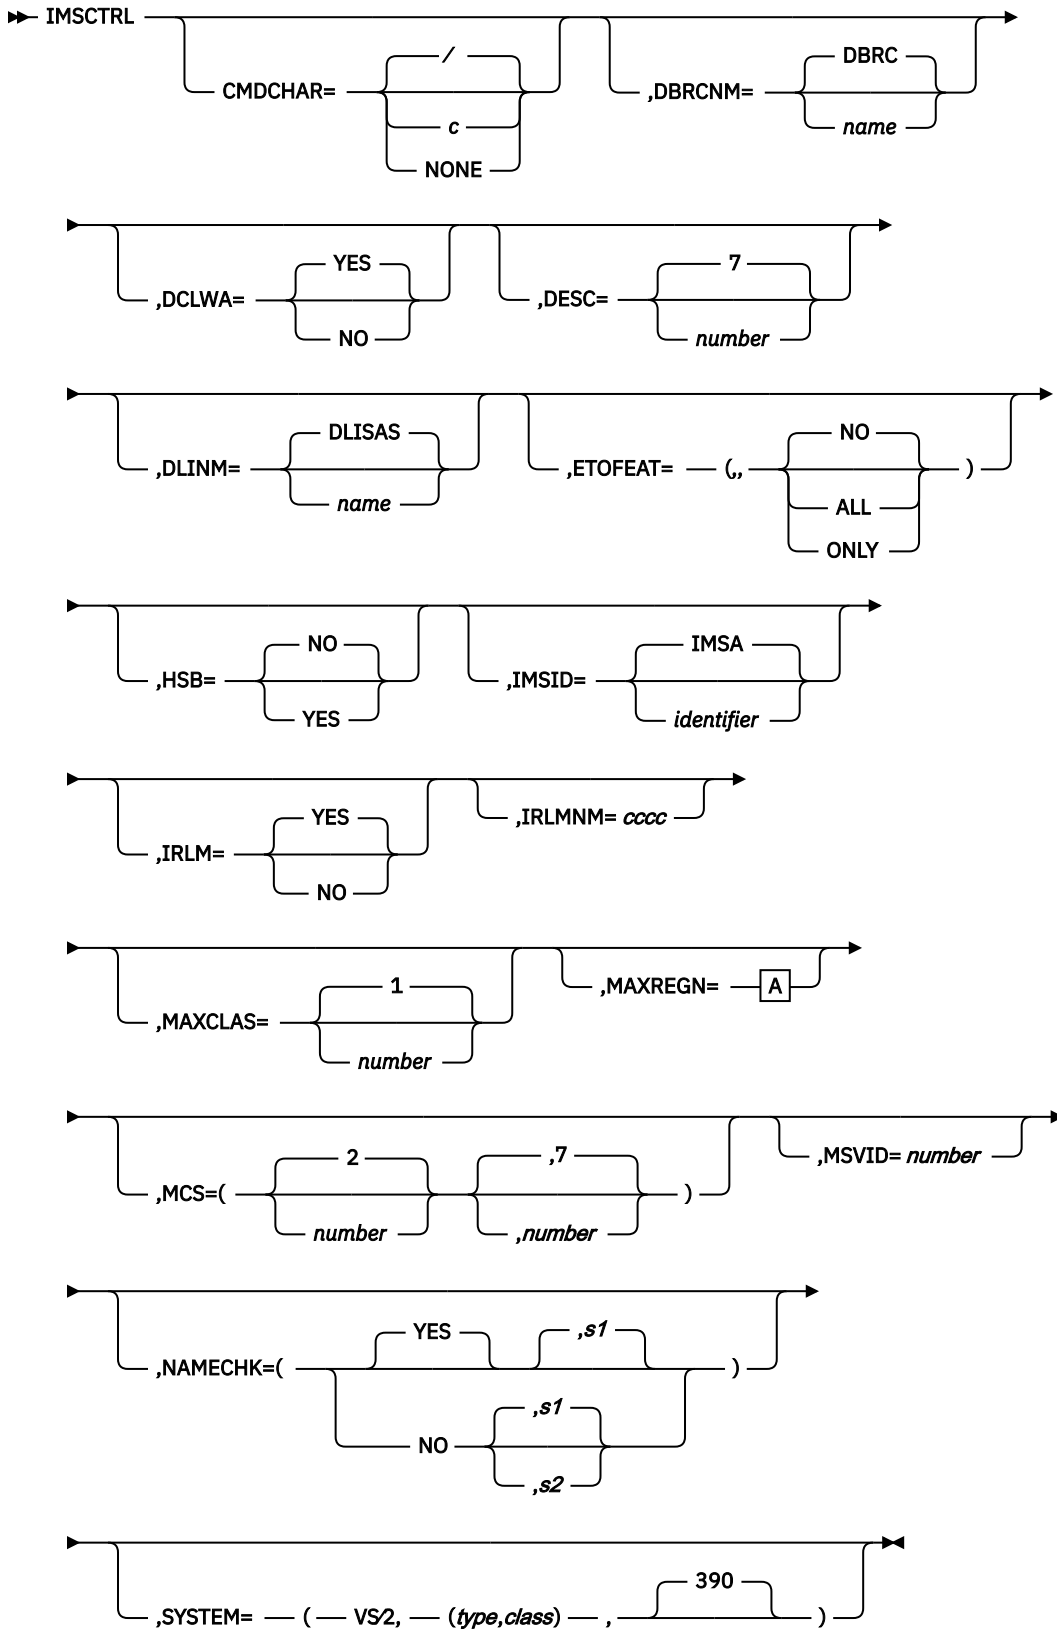 IMSCTRL
CMDCHAR= / c NONE
,DBRCNM= DBRC name
,DCLWA= YES NO
,DESC= 7 number
,DLINM= DLISAS name
,ETOFEAT= (,, NO ALL ONLY )
,HSB= NO YES
,IMSID= IMSA identifier
,IRLM= YES NO
,IRLMNM= cccc
,MAXCLAS= 1 number
,MAXREGN= A
,MCS=( 2 number ,7 ,number )
,MSVID= number
,NAMECHK=( YES ,s1 NO ,s1 ,s2 )
,SYSTEM= ( VS/2, (type,class) , 390 )